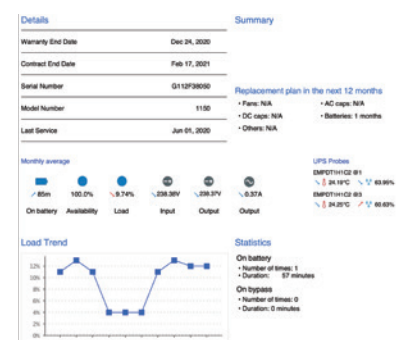 Details
Warranty End Date Dec 24, 2020
Contract End Date Feb 17, 2021
Serial Number G112F38050
Model Number 1150
Last Service Jun 01, 2020
Summary
Replacement plan in the next 12 months
• Fans: N/A • AC caps: N/A
• DC caps: N/A • Batteries: 1 months
• Others: N/A
Monthly average
85m 100.0% 9.74% 238.36V 238.37V 0.37A
On battery Availability Load Input Output Output
UPS Probes
EMPDT1H1C2 @1
24.19°C 63.95%
EMPDT1H1C2 @3
24.25°C 60.63%
Load Trend
12%
10%
8%
6%
4%
2%
0%
Statistics
On battery
• Number of times: 1
• Duration: 57 minutes
On bypass
• Number of times: 0
• Duration: 0 minutes